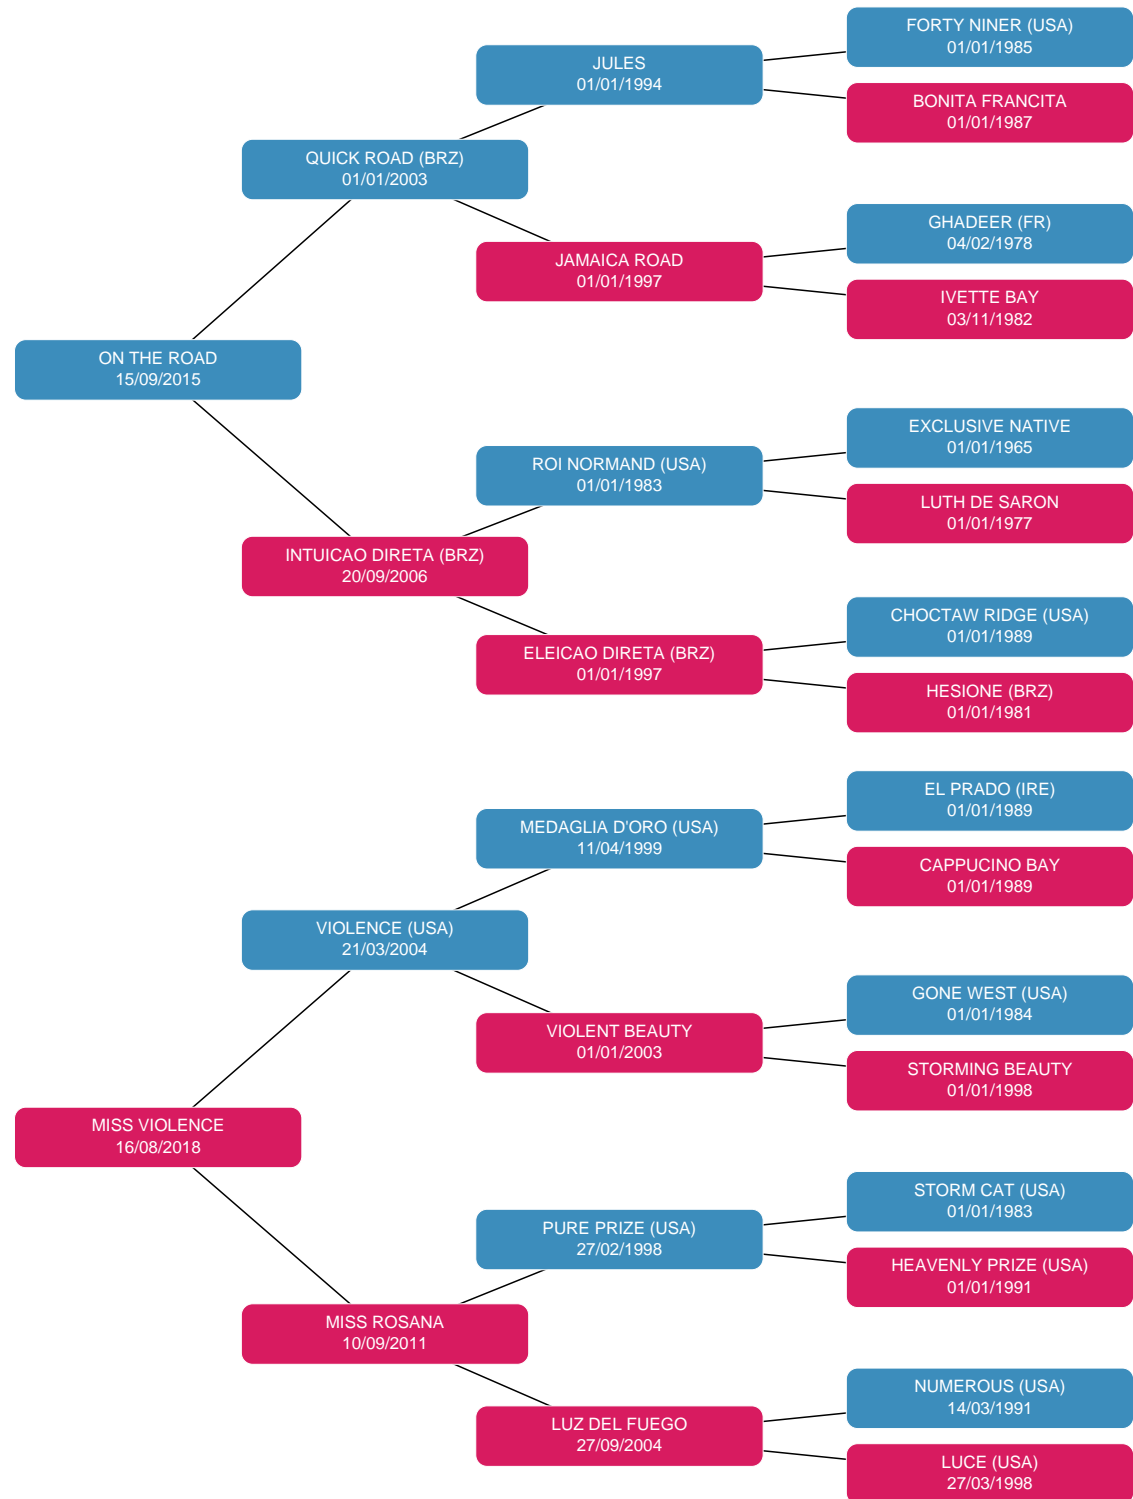 FORTY NINER (USA)
01/01/1985
JULES
01/01/1994
BONITA FRANCITA
01/01/1987
QUICK ROAD (BRZ)
01/01/2003
GHADEER (FR)
04/02/1978
JAMAICA ROAD
01/01/1997
IVETTE BAY
03/11/1982
ON THE ROAD
15/09/2015
EXCLUSIVE NATIVE
01/01/1965
ROI NORMAND (USA)
01/01/1983
LUTH DE SARON
01/01/1977
INTUICAO DIRETA (BRZ)
20/09/2006
CHOCTAW RIDGE (USA)
01/01/1989
ELEICAO DIRETA (BRZ)
01/01/1997
HESIONE (BRZ)
01/01/1981
EL PRADO (IRE)
01/01/1989
MEDAGLIA D'ORO (USA)
11/04/1999
CAPPUCINO BAY
01/01/1989
VIOLENCE (USA)
21/03/2004
GONE WEST (USA)
01/01/1984
VIOLENT BEAUTY
01/01/2003
STORMING BEAUTY
01/01/1998
MISS VIOLENCE
16/08/2018
STORM CAT (USA)
01/01/1983
PURE PRIZE (USA)
27/02/1998
HEAVENLY PRIZE (USA)
01/01/1991
MISS ROSANA
10/09/2011
NUMEROUS (USA)
14/03/1991
LUZ DEL FUEGO
27/09/2004
LUCE (USA)
27/03/1998